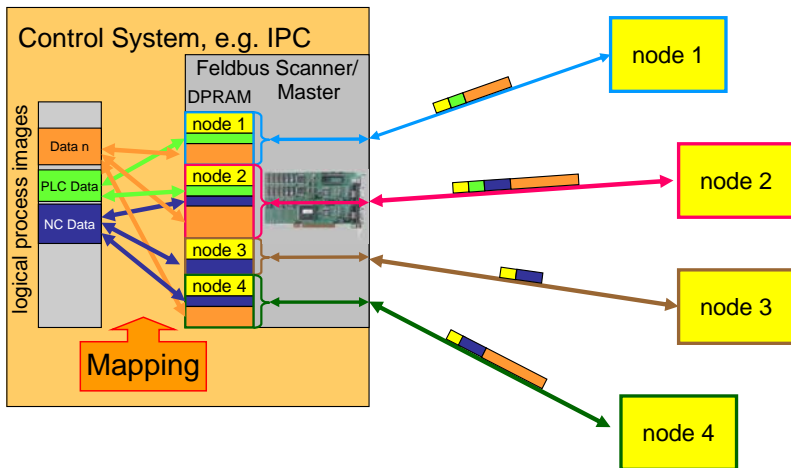 Control System, e.g. IPC
Feldbus Scanner/
Master
DPRAM
logical process images
Data n
PLC Data
NC Data
node 1
node 2
node 3
node 4
Mapping
node 1
node 2
node 3
node 4